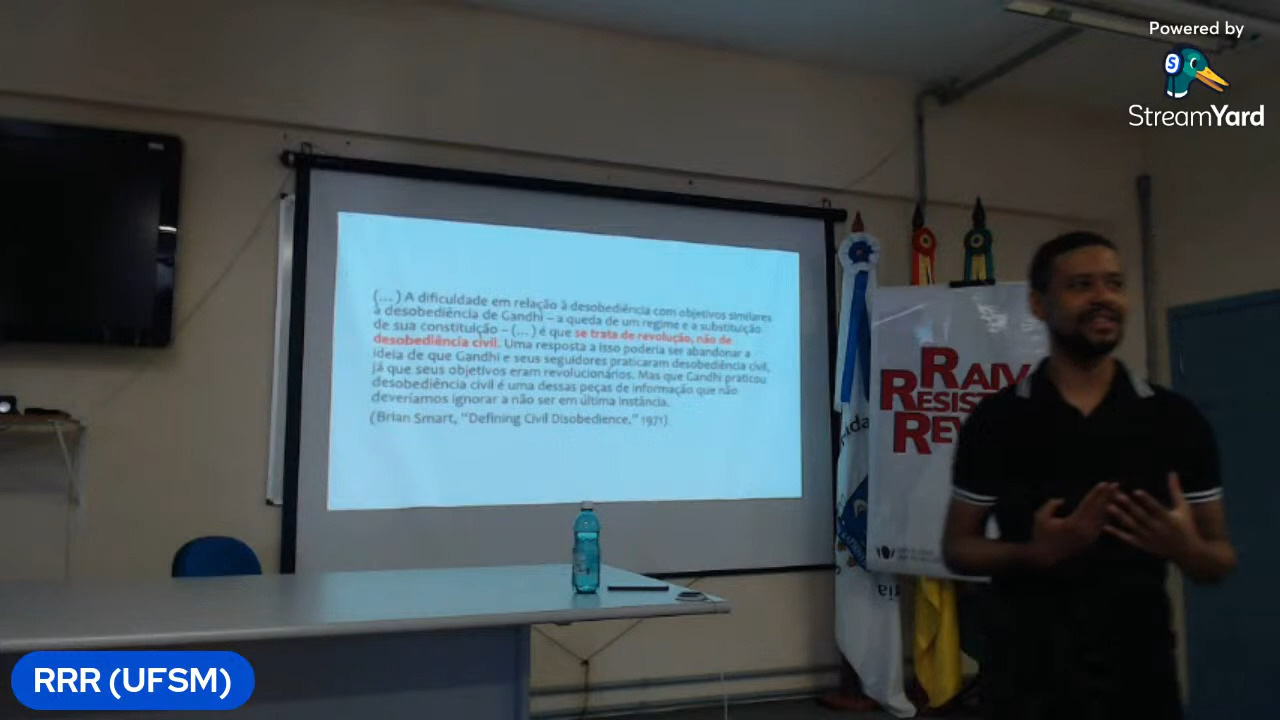 Powered by
StreamYard
(...) A dificuldade em relação à desobediência com objetivos similares
à desobediência de Gandhi – a queda de um regime e a substituição
de sua constituição – (...) é que se trata de revolução, não de
desobediência civil. Uma resposta a isso poderia ser abandonar a
ideia de que Gandhi e seus seguidores praticaram desobediência civil,
já que seus objetivos eram revolucionários. Mas que Gandhi praticou
desobediência civil é uma dessas peças de informação que não
deveríamos ignorar a não ser em última instância.
(Brian Smart, “Defining Civil Disobedience,” 1971)
RAIV
RESIST
REV
RRR (UFSM)